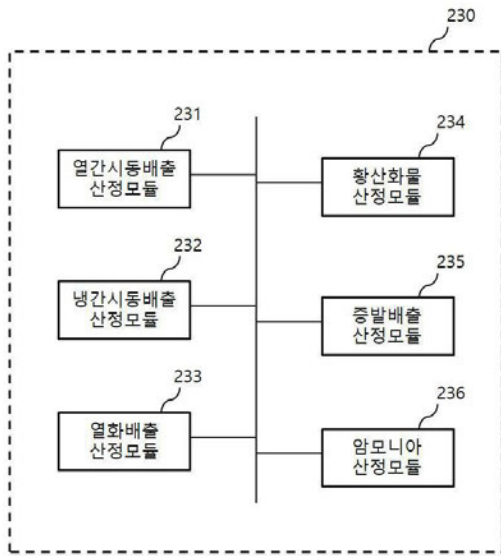 230
231
열간시동배출
산정모듈
232
냉간시동배출
산정모듈
233
열화배출
산정모듈
234
황산화물
산정모듈
235
증발배출
산정모듈
236
암모니아
산정모듈